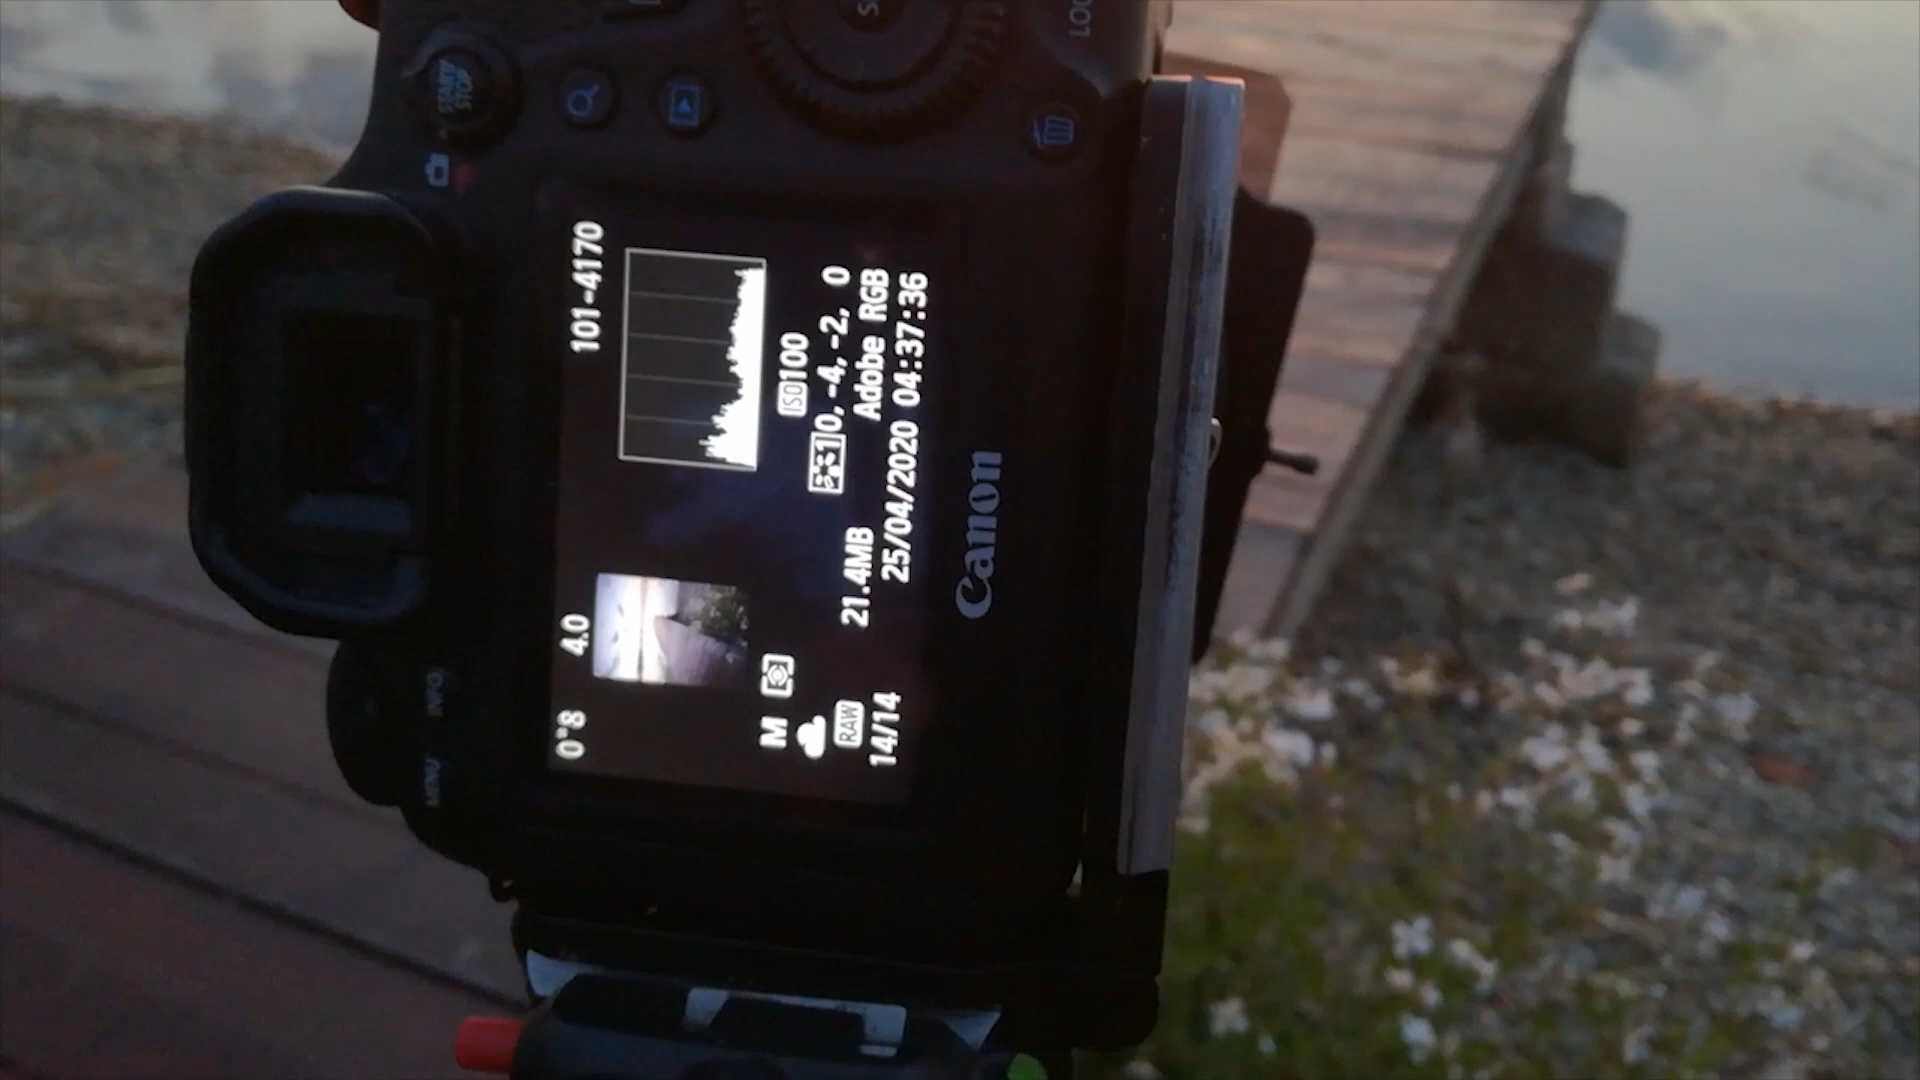 MENU INFO.
START
STOP
0"8 4.0 101-4170
M ISO100
1 0, -4, -2, 0
RAW 21.4MB Adobe RGB
14/14 25/04/2020 04:37:36
Canon